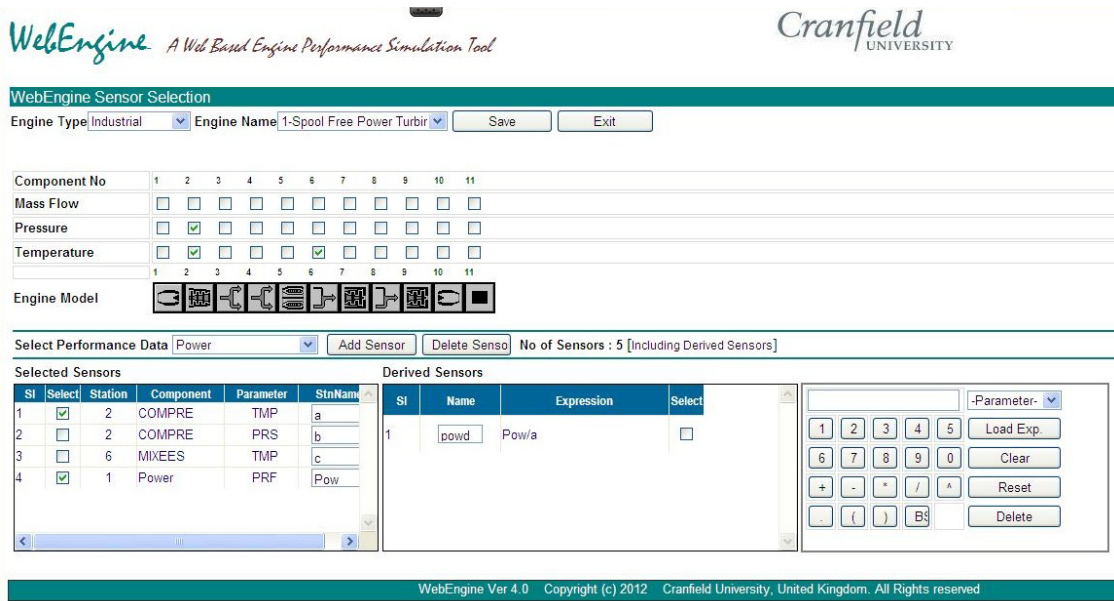 WebEngine A Web Based Engine Performance Simulation Tool
Cranfield
UNIVERSITY
WebEngine Sensor Selection
Engine Type Industrial Engine Name 1-Spool Free Power Turbir Save Exit
Component No 1 2 3 4 5 6 7 8 9 10 11
Mass Flow
Pressure
Temperature
1 2 3 4 5 6 7 8 9 10 11
Engine Model
Select Performance Data Power Add Sensor Delete Senso No of Sensors : 5 [Including Derived Sensors]
Selected Sensors
Sl Select Station Component Parameter StnName
1 2 COMPRE TMP a
2 2 COMPRE PRS b
3 6 MIXEES TMP c
4 1 Power PRF Pow
Derived Sensors
Sl Name Expression Select
1 powd Pow/a
-Parameter-
1 2 3 4 5 Load Exp.
6 7 8 9 0 Clear
+ - * / ^ Reset
. ( ) BS Delete
WebEngine Ver 4.0 Copyright (c) 2012 Cranfield University, United Kingdom. All Rights reserved